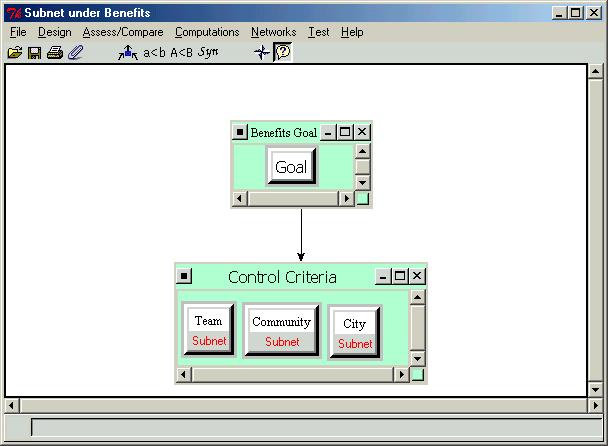 Subnet under Benefits
File Design Assess/Compare Computations Networks Test Help
a<b A<B Syn
Benefits Goal
Goal
Control Criteria
Team Community City
Subnet Subnet Subnet